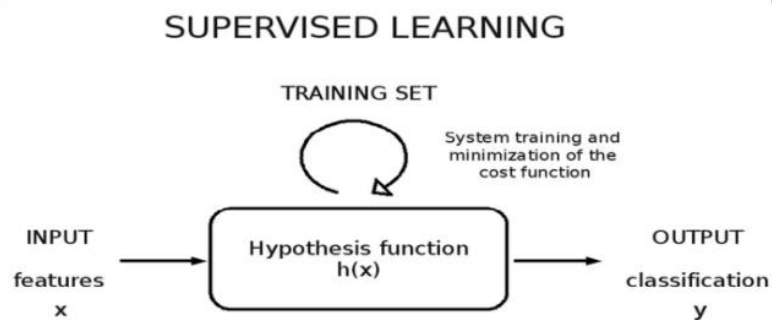 SUPERVISED LEARNING
TRAINING SET
System training and
minimization of the
cost function
INPUT
features
x
Hypothesis function
h(x)
OUTPUT
classification
y